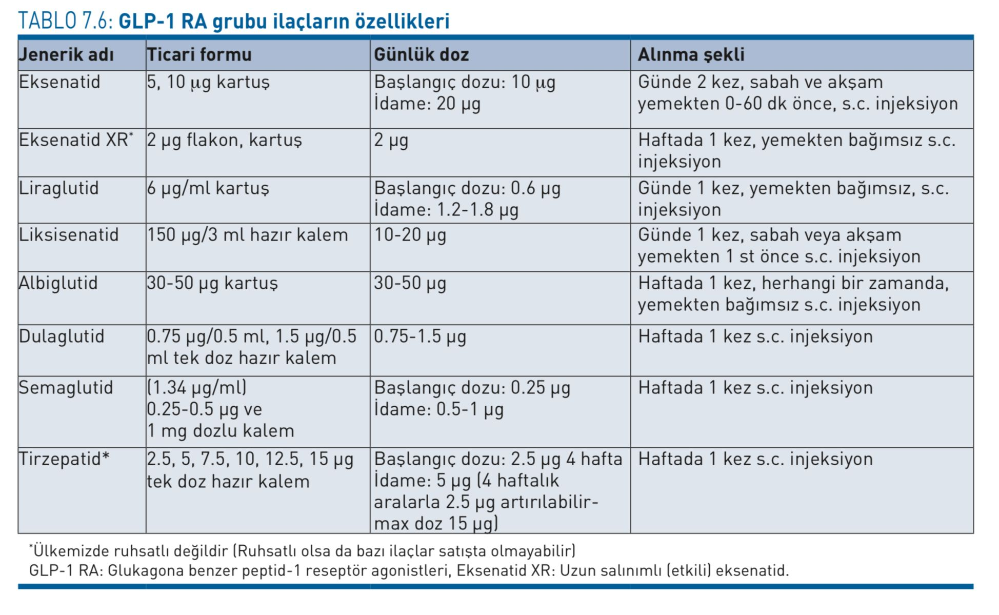 TABLO 7.6: GLP-1 RA grubu ilaçların özellikleri
Jenerik adı Ticari formu Günlük doz Alınma şekli
Eksenatid 5, 10 µg kartuş Başlangıç dozu: 10 µg Günde 2 kez, sabah ve akşam
İdame: 20 µg yemekten 0-60 dk önce, s.c. injeksiyon
Eksenatid XR* 2 µg flakon, kartuş 2 µg Haftada 1 kez, yemekten bağımsız s.c.
injeksiyon
Liraglutid 6 µg/ml kartuş Başlangıç dozu: 0.6 µg Günde 1 kez, yemekten bağımsız, s.c.
İdame: 1.2-1.8 µg injeksiyon
Liksisenatid 150 µg/3 ml hazır kalem 10-20 µg Günde 1 kez, sabah veya akşam
yemekten 1 st önce s.c. injeksiyon
Albiglutid 30-50 µg kartuş 30-50 µg Haftada 1 kez, herhangi bir zamanda,
yemekten bağımsız s.c. injeksiyon
Dulaglutid 0.75 µg/0.5 ml, 1.5 µg/0.5 0.75-1.5 µg Haftada 1 kez s.c. injeksiyon
ml tek doz hazır kalem
Semaglutid (1.34 µg/ml) Başlangıç dozu: 0.25 µg Haftada 1 kez s.c. injeksiyon
0.25-0.5 µg ve İdame: 0.5-1 µg
1 mg dozlu kalem
Tirzepatid* 2.5, 5, 7.5, 10, 12.5, 15 µg Başlangıç dozu: 2.5 µg 4 hafta Haftada 1 kez s.c. injeksiyon
tek doz hazır kalem İdame: 5 µg (4 haftalık
aralarla 2.5 µg artırılabilir-
max doz 15 µg)
*Ülkemizde ruhsatlı değildir (Ruhsatlı olsa da bazı ilaçlar satışta olmayabilir)
GLP-1 RA: Glukagona benzer peptid-1 reseptör agonistleri, Eksenatid XR: Uzun salınımlı (etkili) eksenatid.